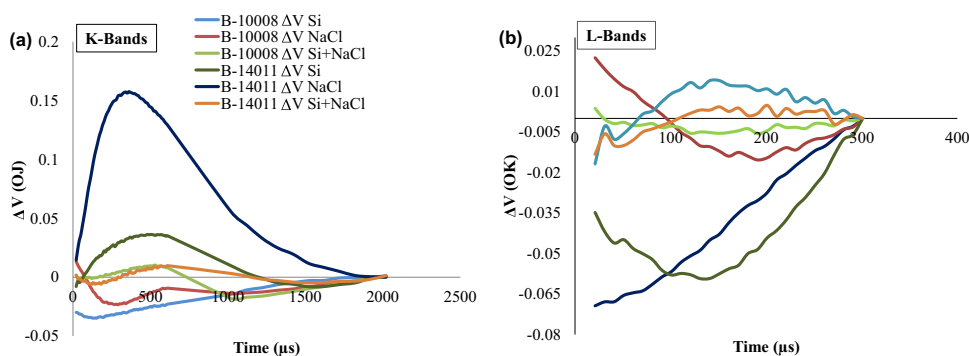 (a)
K-Bands
B-10008 ΔV Si
B-10008 ΔV NaCl
B-10008 ΔV Si+NaCl
B-14011 ΔV Si
B-14011 ΔV NaCl
B-14011 ΔV Si+NaCl
0.2
0.15
0.1
0.05
0
-0.05
ΔV (OJ)
0
500
1000
1500
2000
2500
Time (µs)
(b)
L-Bands
0.025
0.01
-0.005
-0.02
-0.035
-0.05
-0.065
-0.08
ΔV (OK)
0
100
200
300
400
Time (µs)